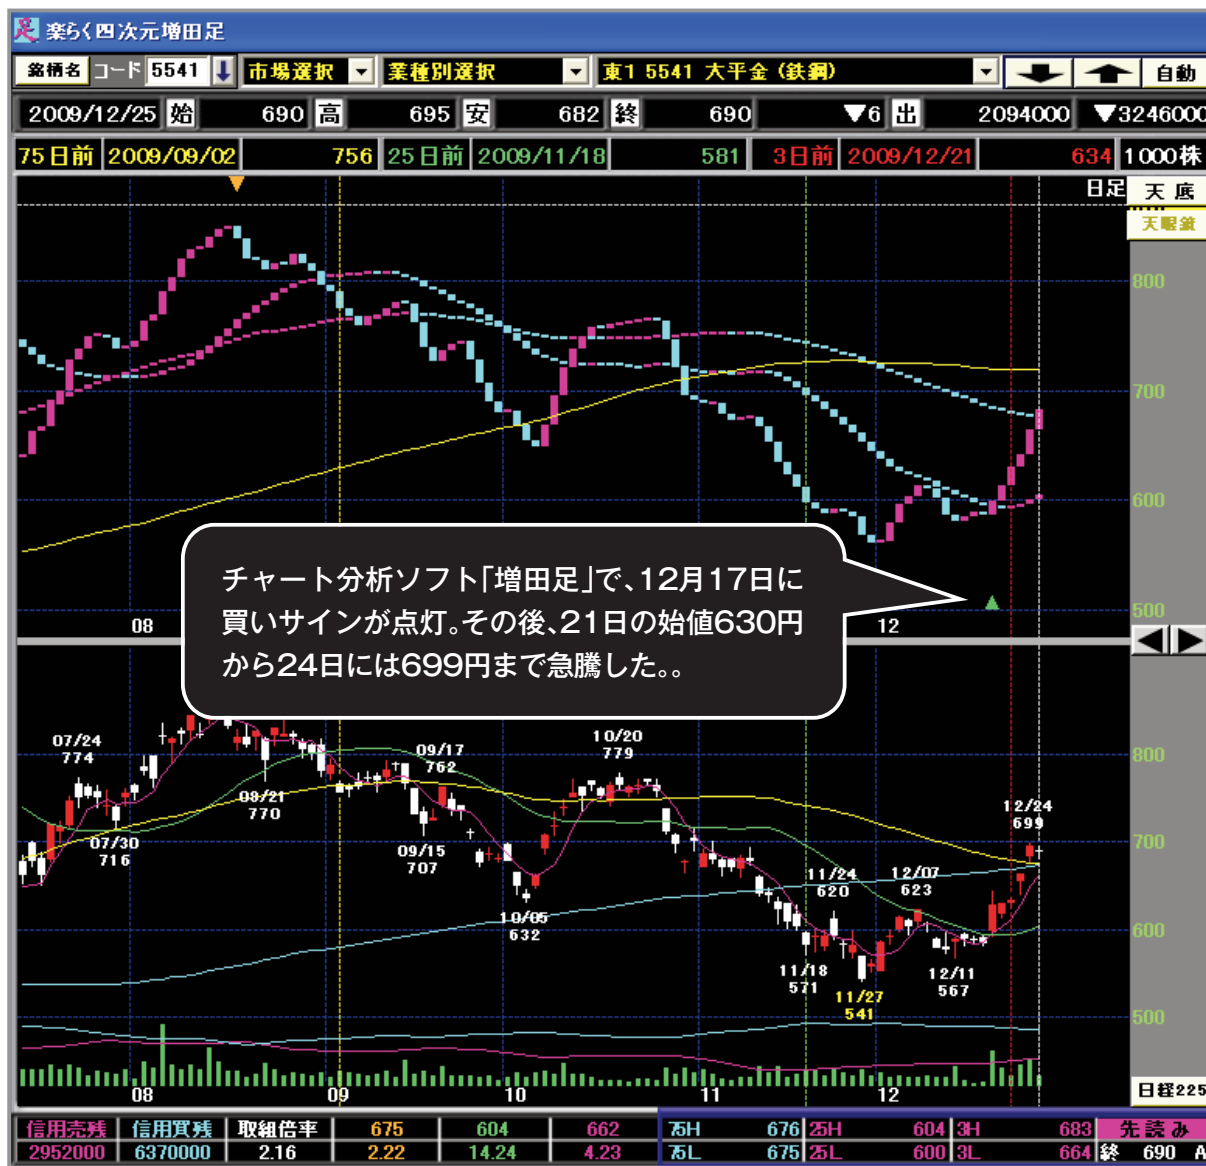 楽らく四次元増田足
銘柄名 コード 5541 市場選択 業種別選択 東1 5541 大平金 (鉄鋼) 自動
2009/12/25 始 690 高 695 安 682 終 690 ▼6 出 2094000 ▼3246000
75日前 2009/09/02 756 25日前 2009/11/18 581 3日前 2009/12/21 634 1000株
日足 天底
天眼鏡
800
700
600
500
08 12
チャート分析ソフト「増田足」で、12月17日に
買いサインが点灯。その後、21日の始値630円
から24日には699円まで急騰した。。
07/24
774
07/30
716
08/21
770
09/17
762
09/15
707
10/05
632
10/20
779
11/18
571
11/24
620
11/27
541
12/07
623
12/11
567
12/24
699
800
700
600
500
08 09 10 11 12
日経225
信用売残 信用買残 取組倍率 675 604 662 75H 676 25H 604 3H 683 先読み
2952000 6370000 2.16 2.22 14.24 4.23 75L 675 25L 600 3L 664 終 690 A